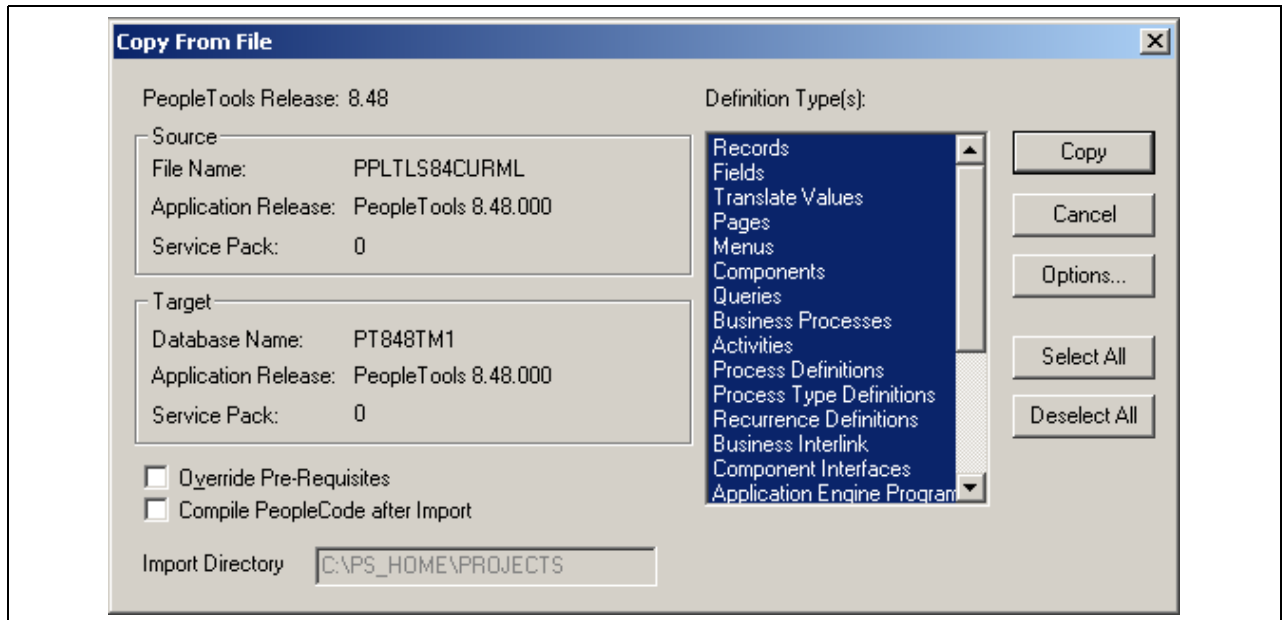 Copy From File
PeopleTools Release: 8.48
Source
File Name: PPLTLS84CURML
Application Release: PeopleTools 8.48.000
Service Pack: 0
Target
Database Name: PT848TM1
Application Release: PeopleTools 8.48.000
Service Pack: 0
Override Pre-Requisites
Compile PeopleCode after Import
Import Directory C:\PS_HOME\PROJECTS
Definition Type(s):
Records
Fields
Translate Values
Pages
Menus
Components
Queries
Business Processes
Activities
Process Definitions
Process Type Definitions
Recurrence Definitions
Business Interlink
Component Interfaces
Application Engine Program
Copy
Cancel
Options...
Select All
Deselect All